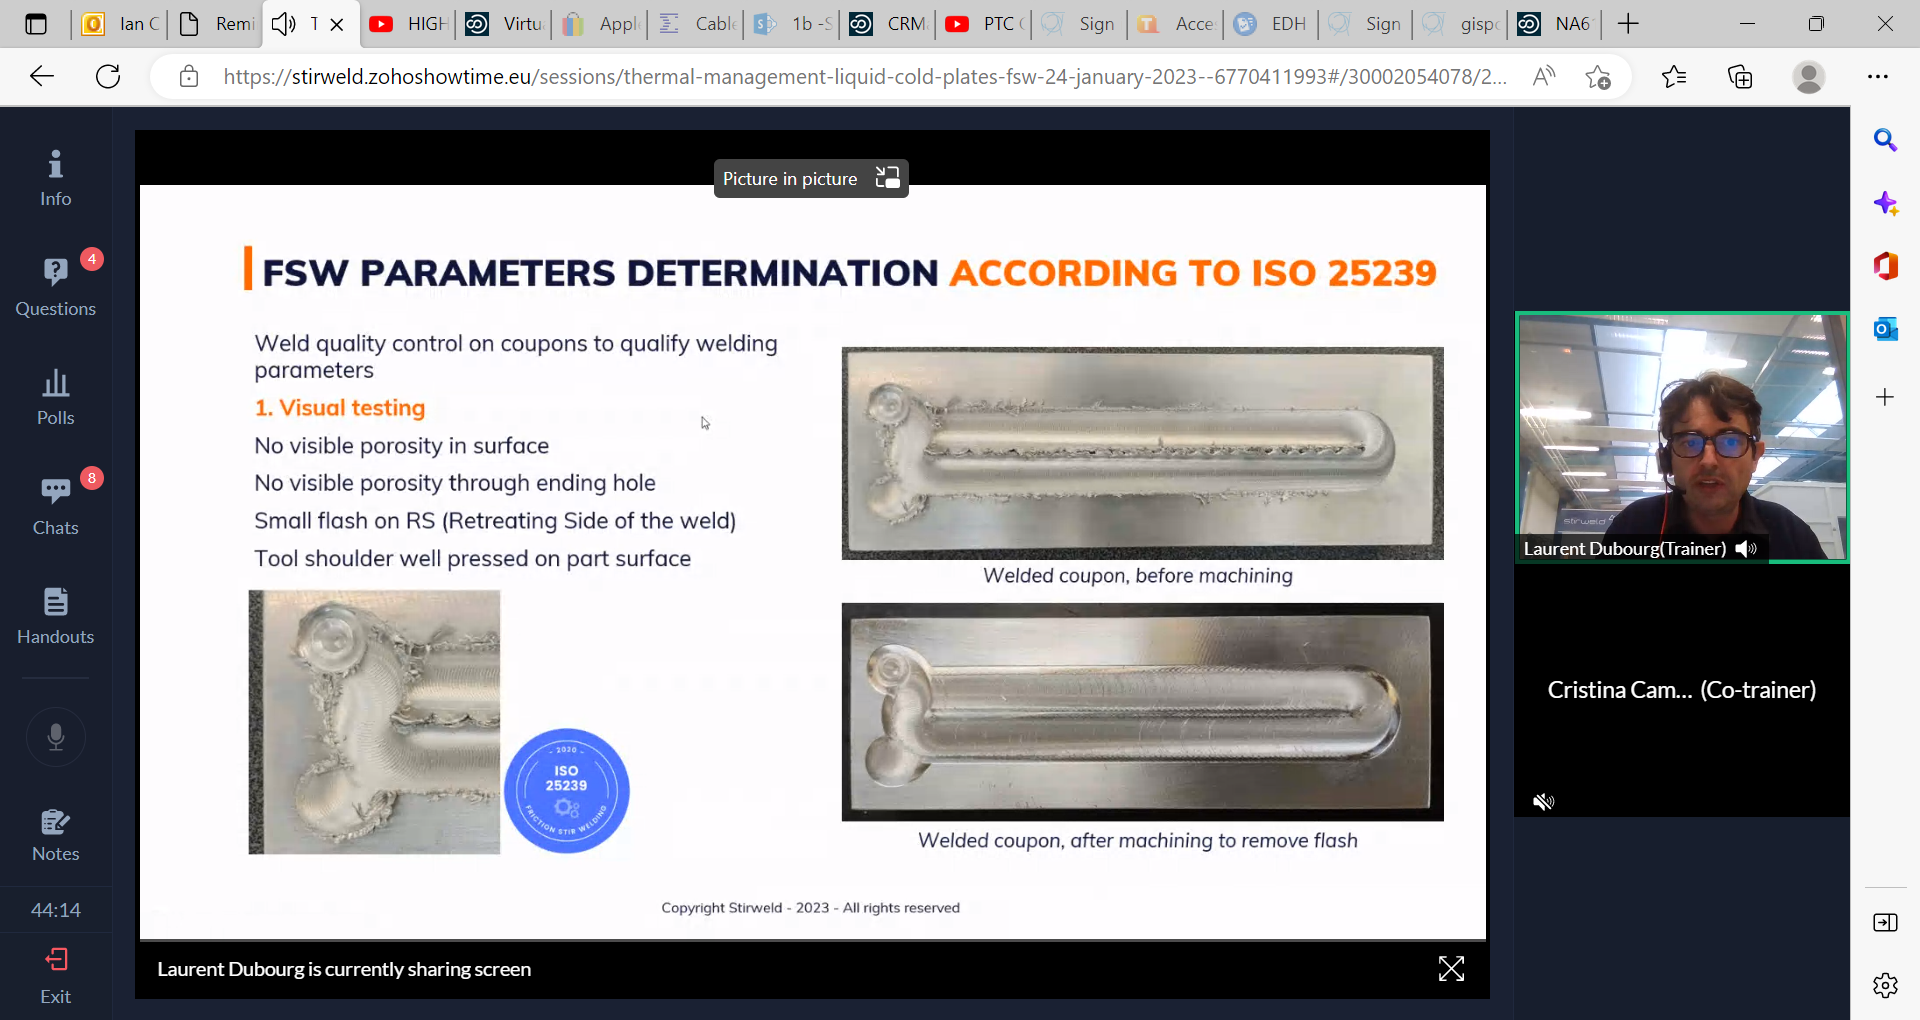 Ian C
Remi
T
HIGH
Virtu
Appl
Cabl
1b -S
CRM
PTC
Sign
Acce
EDH
Sign
gisp
NA6
https://stirweld.zohoshowtime.eu/sessions/thermal-management-liquid-cold-plates-fsw-24-january-2023--6770411993#/30002054078/2...
Info
4
Questions
Polls
8
Chats
Handouts
Notes
44:14
Exit
Picture in picture
FSW PARAMETERS DETERMINATION ACCORDING TO ISO 25239
Weld quality control on coupons to qualify welding
parameters
1. Visual testing
No visible porosity in surface
No visible porosity through ending hole
Small flash on RS (Retreating Side of the weld)
Tool shoulder well pressed on part surface
- 2020 -
ISO
25239
FRICTION STIR WELDING
Welded coupon, before machining
Welded coupon, after machining to remove flash
Copyright Stirweld - 2023 - All rights reserved
Laurent Dubourg is currently sharing screen
stirweld
Laurent Dubourg(Trainer)
Cristina Cam... (Co-trainer)